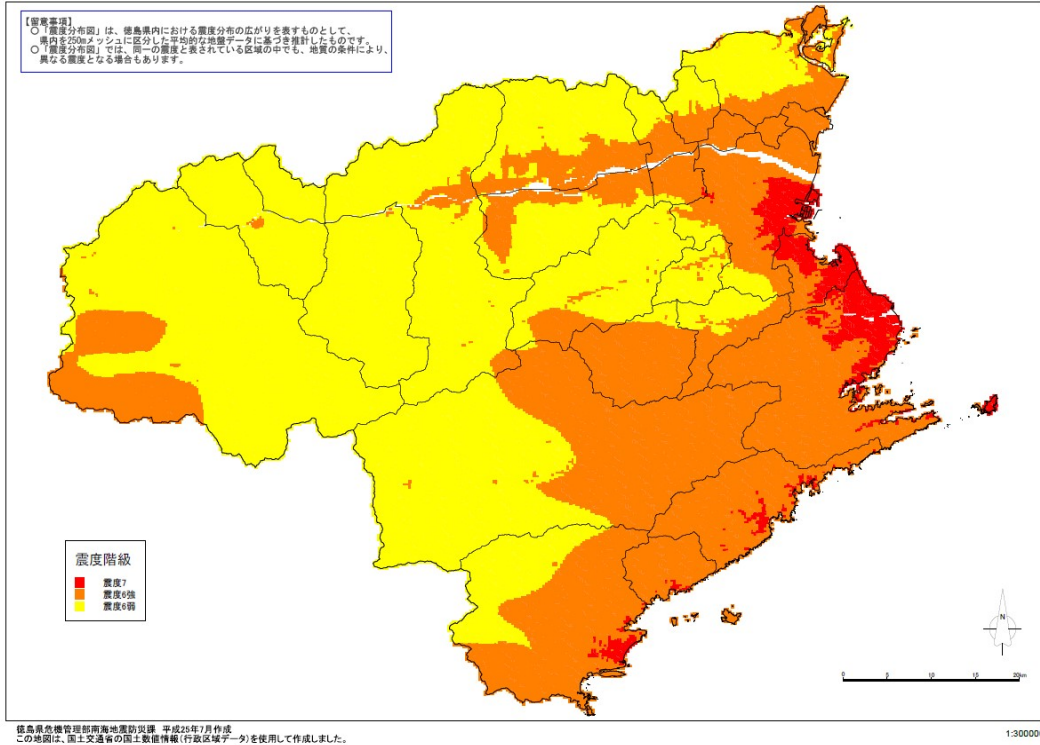 【留意事項】
○「震度分布図」は、徳島県内における震度分布の広がりを表すものとして、
県内を250mメッシュに区分した平均的な地盤データに基づき推計したものです。
○「震度分布図」では、同一の震度と表されている区域の中でも、地質の条件により、
異なる震度となる場合もあります。
震度階級
震度7
震度6強
震度6弱
N
0 5 10 15 20km
徳島県危機管理部南海地震防災課 平成25年7月作成
この地図は、国土交通省の国土数値情報(行政区域データ)を使用して作成しました。
1:300000